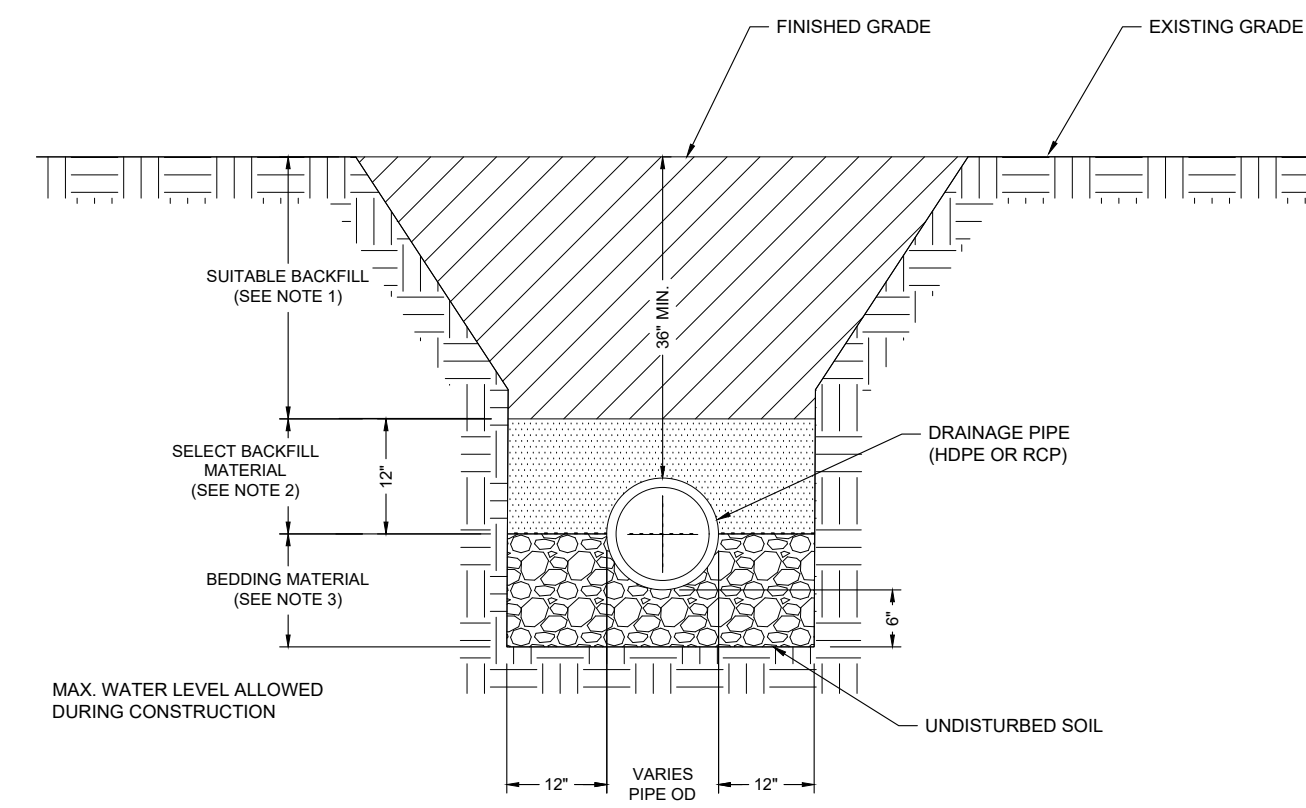 FINISHED GRADE
EXISTING GRADE
SUITABLE BACKFILL
(SEE NOTE 1)
36" MIN.
SELECT BACKFILL
MATERIAL
(SEE NOTE 2)
12"
DRAINAGE PIPE
(HDPE OR RCP)
BEDDING MATERIAL
(SEE NOTE 3)
6"
MAX. WATER LEVEL ALLOWED
DURING CONSTRUCTION
UNDISTURBED SOIL
12"
VARIES
PIPE OD
12"